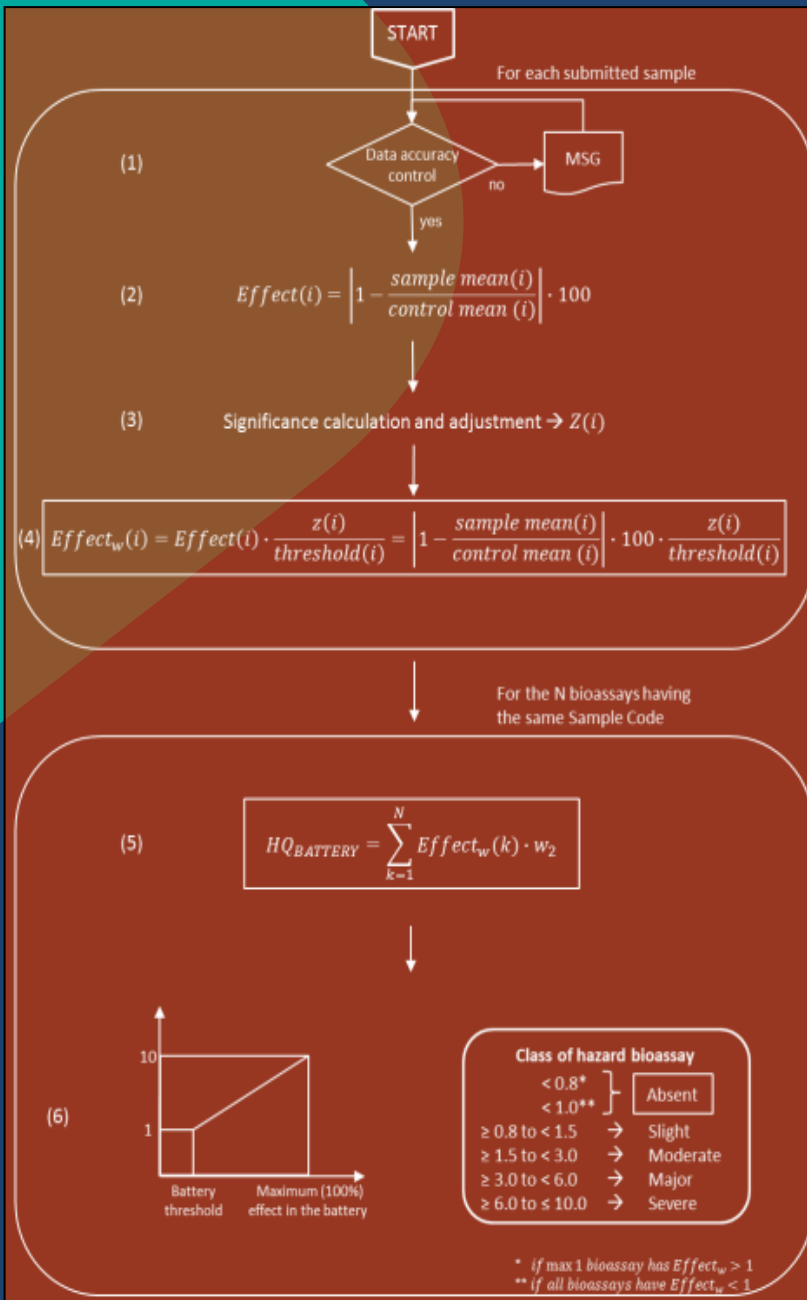 START
For each submitted sample
(1)
Data accuracy
control
no
MSG
yes
(2) Effect(i) = |1 − sample mean(i) / control mean (i)| · 100
(3) Significance calculation and adjustment → Z(i)
(4) Effect_w(i) = Effect(i) · z(i) / threshold(i) = |1 − sample mean(i) / control mean (i)| · 100 · z(i) / threshold(i)
For the N bioassays having
the same Sample Code
(5) HQ_BATTERY = ∑_{k=1}^{N} Effect_w(k) · w_2
(6)
10
1
Battery
threshold
Maximum (100%)
effect in the battery
Class of hazard bioassay
< 0.8*
< 1.0**
Absent
≥ 0.8 to < 1.5 → Slight
≥ 1.5 to < 3.0 → Moderate
≥ 3.0 to < 6.0 → Major
≥ 6.0 to ≤ 10.0 → Severe
* if max 1 bioassay has Effect_w > 1
** if all bioassays have Effect_w < 1